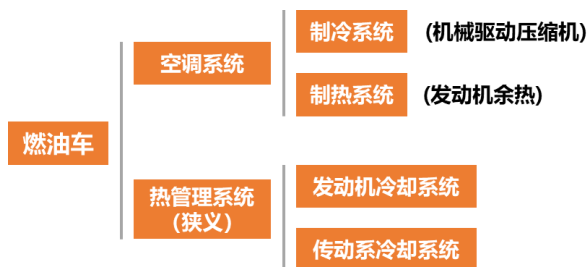 制冷系统 (机械驱动压缩机)
空调系统
制热系统 (发动机余热)
燃油车
热管理系统
(狭义)
发动机冷却系统
传动系冷却系统